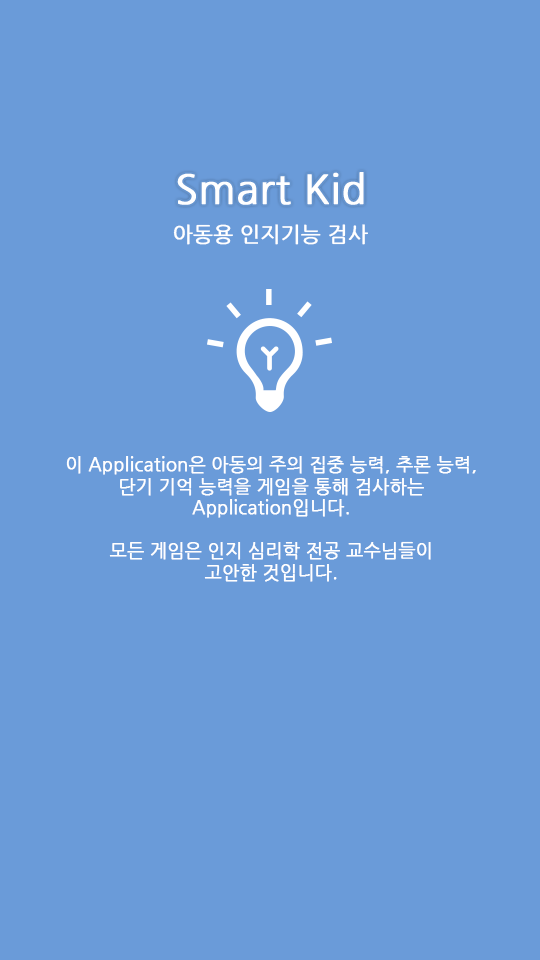 Smart Kid
아동용 인지기능 검사
이 Application은 아동의 주의 집중 능력, 추론 능력,
단기 기억 능력을 게임을 통해 검사하는
Application입니다.
모든 게임은 인지 심리학 전공 교수님들이
고안한 것입니다.